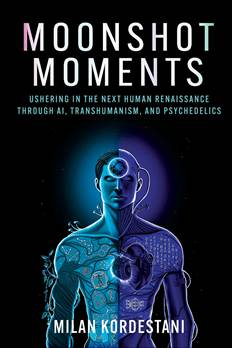 MOONSHOT
MOMENTS
USHERING IN THE NEXT HUMAN RENAISSANCE
THROUGH AI, TRANSHUMANISM, AND PSYCHEDELICS
MILAN KORDESTANI